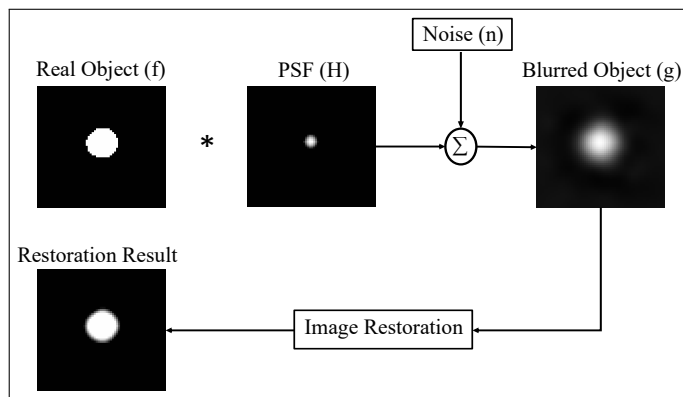 Noise (n)
Real Object (f)
PSF (H)
Blurred Object (g)
*
Σ
Restoration Result
Image Restoration